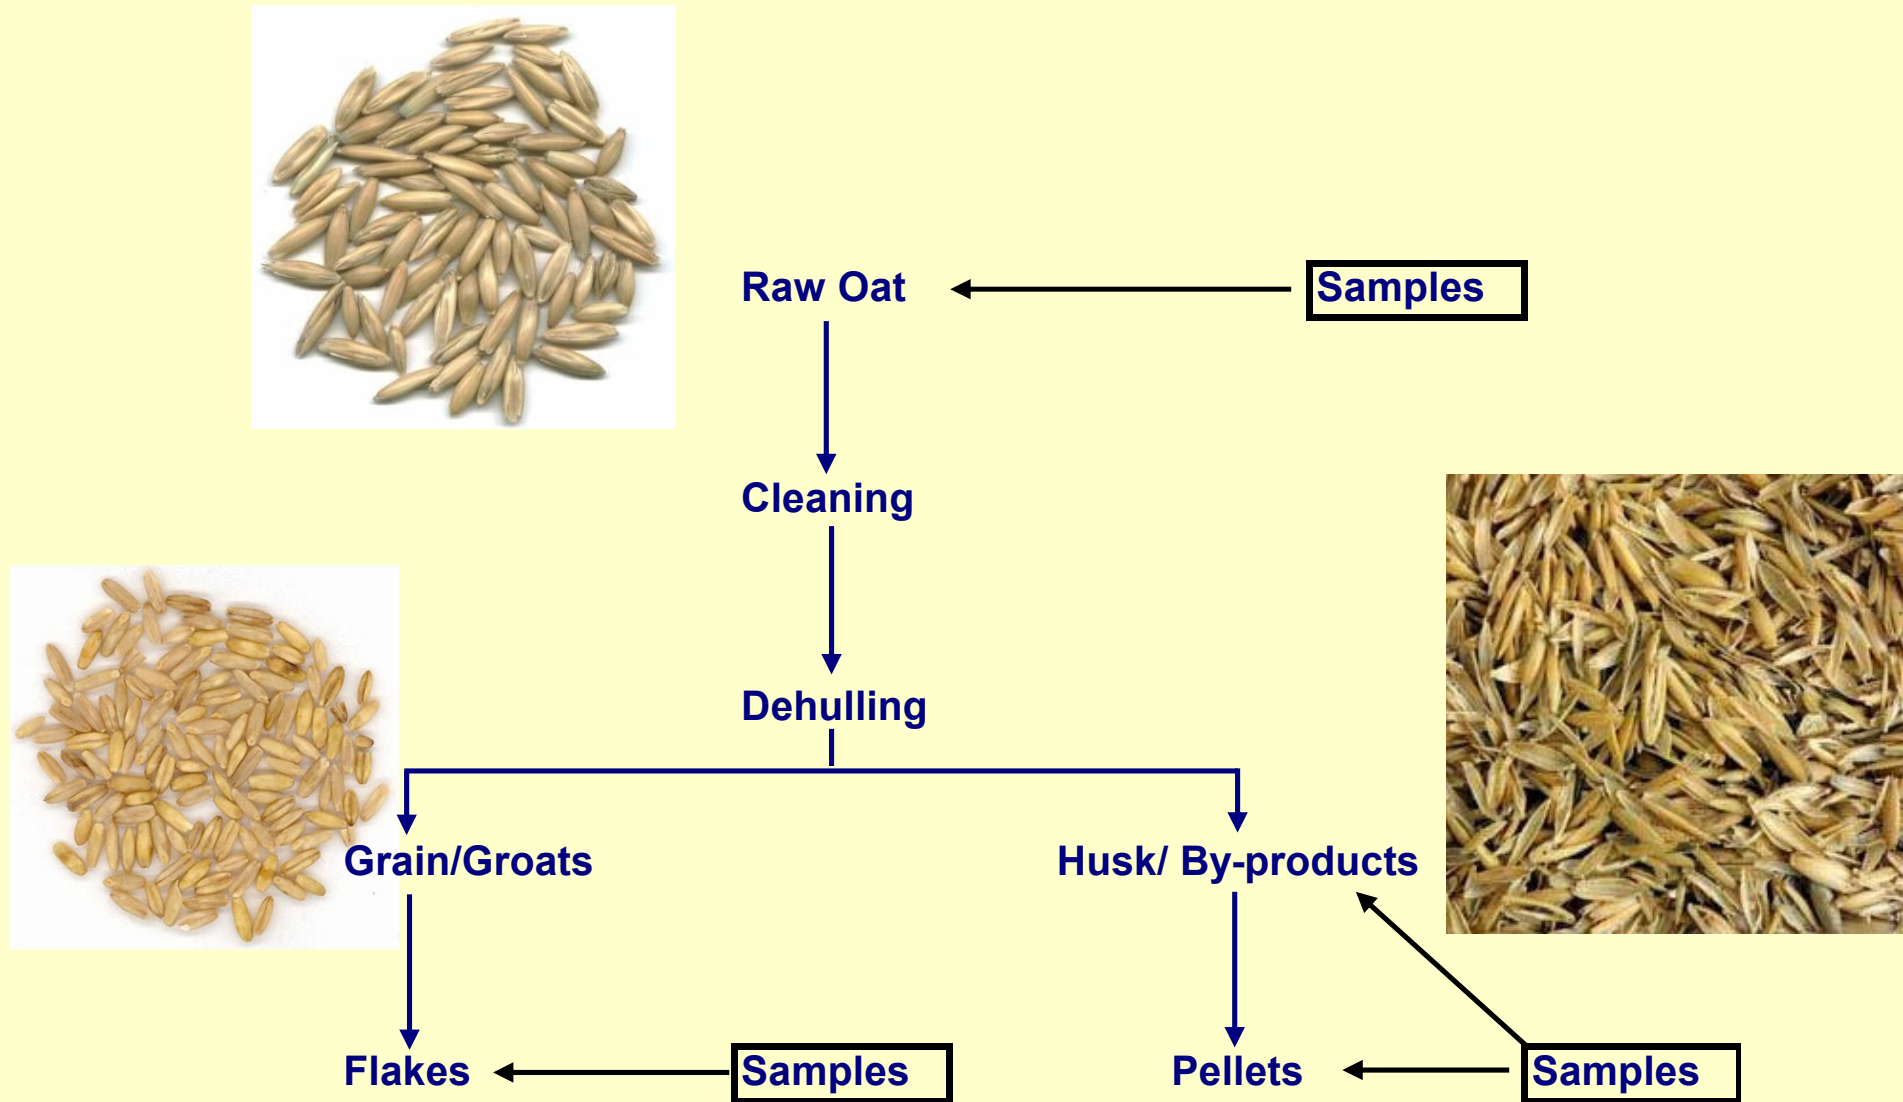 Raw Oat
Samples
Cleaning
Dehulling
Grain/Groats
Husk/ By-products
Flakes
Samples
Pellets
Samples